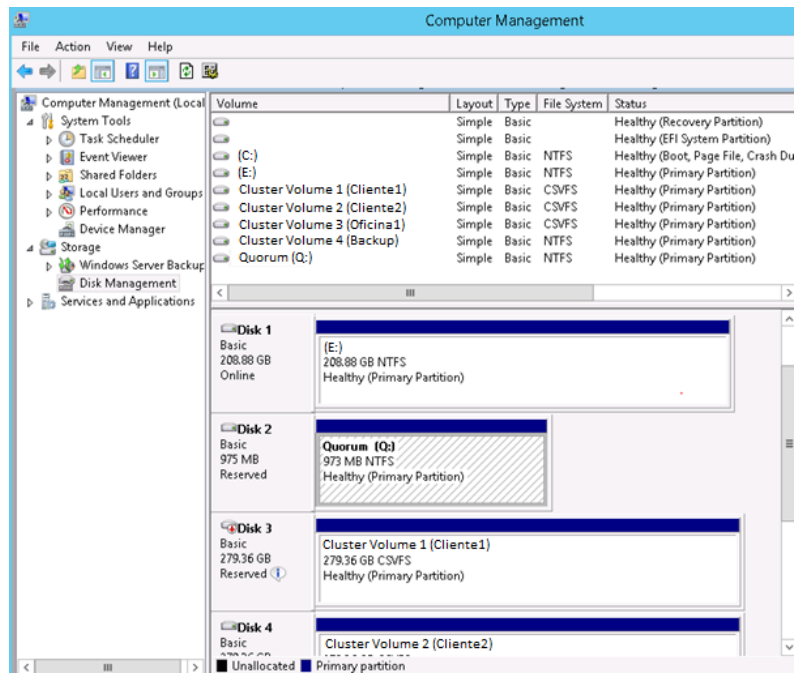 Computer Management
File Action View Help
Computer Management (Local
System Tools
Task Scheduler
Event Viewer
Shared Folders
Local Users and Groups
Performance
Device Manager
Storage
Windows Server Backup
Disk Management
Services and Applications
Volume Layout Type File System Status
Simple Basic Healthy (Recovery Partition)
Simple Basic Healthy (EFI System Partition)
(C:) Simple Basic NTFS Healthy (Boot, Page File, Crash Du
(E:) Simple Basic NTFS Healthy (Primary Partition)
Cluster Volume 1 (Cliente1) Simple Basic CSVFS Healthy (Primary Partition)
Cluster Volume 2 (Cliente2) Simple Basic CSVFS Healthy (Primary Partition)
Cluster Volume 3 (Oficina1) Simple Basic CSVFS Healthy (Primary Partition)
Cluster Volume 4 (Backup) Simple Basic NTFS Healthy (Primary Partition)
Quorum (Q:) Simple Basic NTFS Healthy (Primary Partition)
Disk 1
Basic
208.88 GB
Online
(E:)
208.88 GB NTFS
Healthy (Primary Partition)
Disk 2
Basic
975 MB
Reserved
Quorum (Q:)
973 MB NTFS
Healthy (Primary Partition)
Disk 3
Basic
279.36 GB
Reserved
Cluster Volume 1 (Cliente1)
279.36 GB CSVFS
Healthy (Primary Partition)
Disk 4
Basic
Cluster Volume 2 (Cliente2)
Unallocated Primary partition